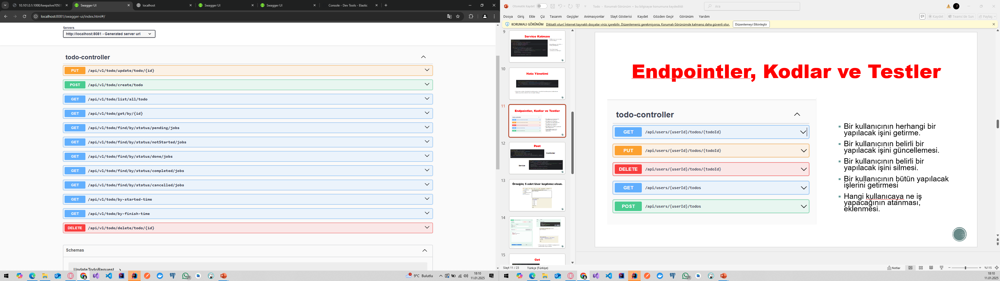 10.101.0.1:1000/keepalive?050
Swagger UI
localhost
Swagger UI
Swagger UI
Console - Dev Tools - Elastic
localhost:8081/swagger-ui/index.html#/
Servers
http://localhost:8081 - Generated server url
todo-controller
PUT /api/v1/todo/update/todo/{id}
POST /api/v1/todo/create/todo
GET /api/v1/todo/list/all/todo
GET /api/v1/todo/get/by/{id}
GET /api/v1/todo/find/by/status/pending/jobs
GET /api/v1/todo/find/by/status/notStarted/jobs
GET /api/v1/todo/find/by/status/done/jobs
GET /api/v1/todo/find/by/status/completed/jobs
GET /api/v1/todo/find/by/status/cancelled/jobs
GET /api/v1/todo/by-started-time
GET /api/v1/todo/by-finish-time
DELETE /api/v1/todo/delete/todo/{id}
Schemas
UpdateTodoRequest
21
9°C Bulutlu
18:10
11.01.2025
Otomatik Kaydet
Todo - Korumalı Görünüm • bu bilgisayar konumuna kaydedildi
Ara
Dosya Giriş Ekle Çiz Tasarım Geçişler Animasyonlar Slayt Gösterisi Kaydet Gözden Geçir Görünüm Yardım
Kaydet Teams'de Sun Paylaş
KORUMALI GÖRÜNÜM Dikkatli olun! İnternet kaynaklı dosyalar virüs içerebilir. Düzenlemeniz gerekmiyorsa, Korumalı Görünümde kalmanız daha güvenli olur. Düzenlemeyi Etkinleştir
9
Service Katmanı
10
Hata Yönetimi
11
Endpointler, Kodlar ve Testler
todo-controller
12
Post
Controller
Service
13
Örneğin; 5 adet User kaydımız olsun.
14
15
Get
Endpointler, Kodlar ve Testler
todo-controller
GET /api/users/{userId}/todos/{todoId}
PUT /api/users/{userId}/todos/{todoId}
DELETE /api/users/{userId}/todos/{todoId}
GET /api/users/{userId}/todos
POST /api/users/{userId}/todos
Bir kullanıcının herhangi bir
yapılacak işini getirme.
Bir kullanıcının belirli bir
yapılacak işini güncellemesi.
Bir kullanıcının belirli bir
yapılacak işini silmesi.
Bir kullanıcının bütün yapılacak
işlerini getirmesi
Hangi kullanıcaya ne iş
yapacağının atanması,
eklenmesi.
Slayt 11 / 23 Türkçe (Türkiye)
Notlar
%115
21
18:10
11.01.2025